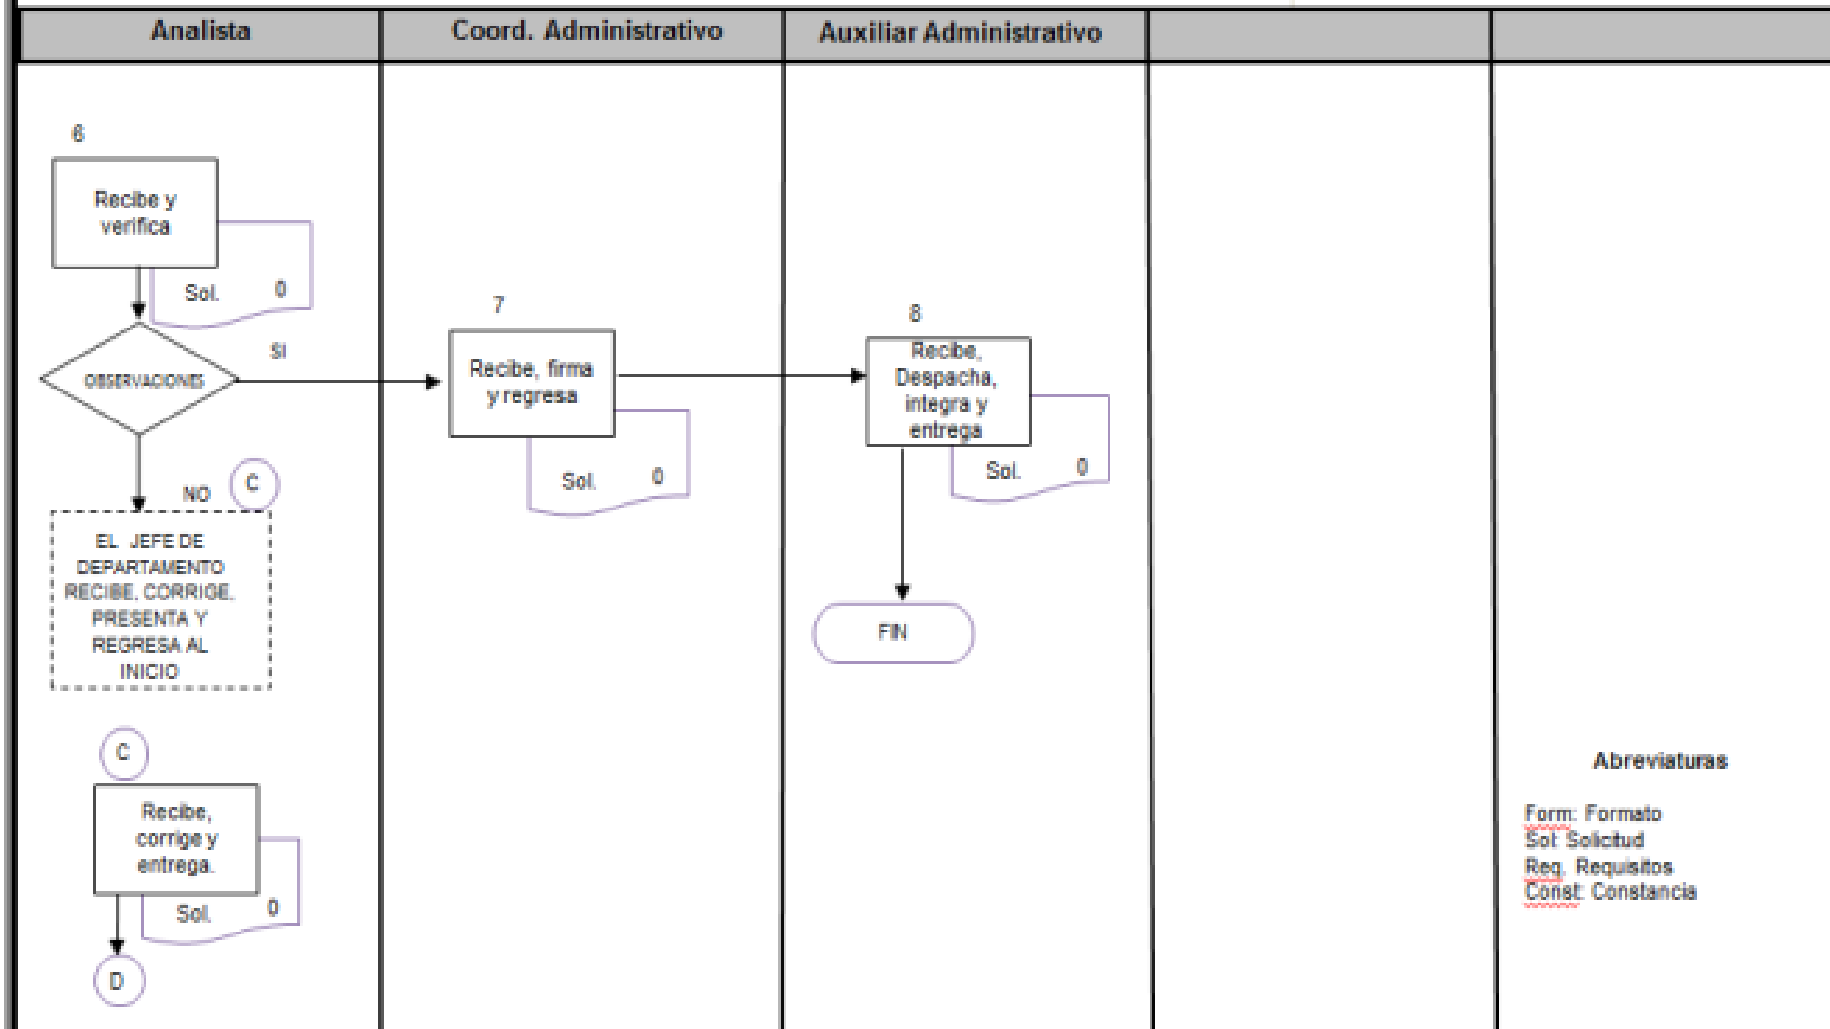 Analista
Coord. Administrativo
Auxiliar Administrativo
6
Recibe y
verifica
Sol. 0
OBSERVACIONES
SI
NO
C
EL JEFE DE
DEPARTAMENTO
RECIBE, CORRIGE,
PRESENTA Y
REGRESA AL
INICIO
C
Recibe,
corrige y
entrega.
Sol. 0
D
7
Recibe, firma
y regresa
Sol. 0
8
Recibe,
Despacha,
integra y
entrega
Sol. 0
FIN
Abreviaturas
Form: Formato
Sol: Solicitud
Req. Requisitos
Const: Constancia